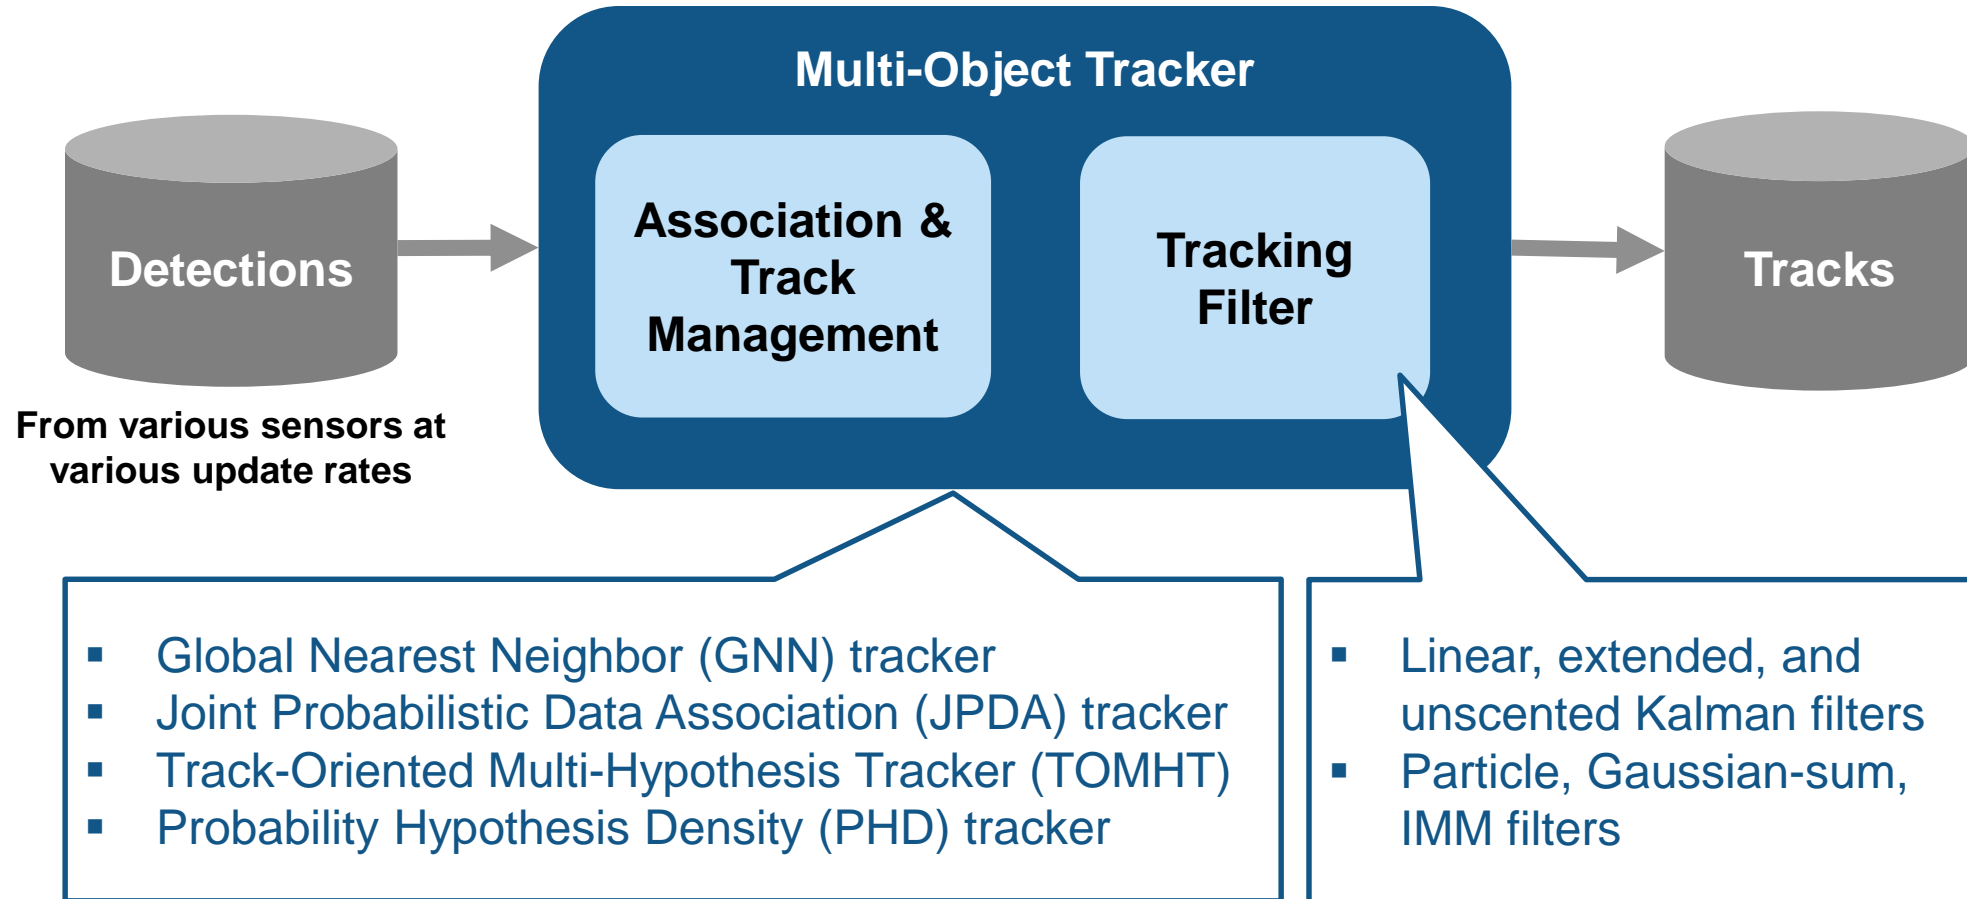 Multi-Object Tracker
Detections
Association &
Track
Management
Tracking
Filter
Tracks
From various sensors at
various update rates
▪ Global Nearest Neighbor (GNN) tracker
▪ Joint Probabilistic Data Association (JPDA) tracker
▪ Track-Oriented Multi-Hypothesis Tracker (TOMHT)
▪ Probability Hypothesis Density (PHD) tracker
▪ Linear, extended, and
unscented Kalman filters
▪ Particle, Gaussian-sum,
IMM filters